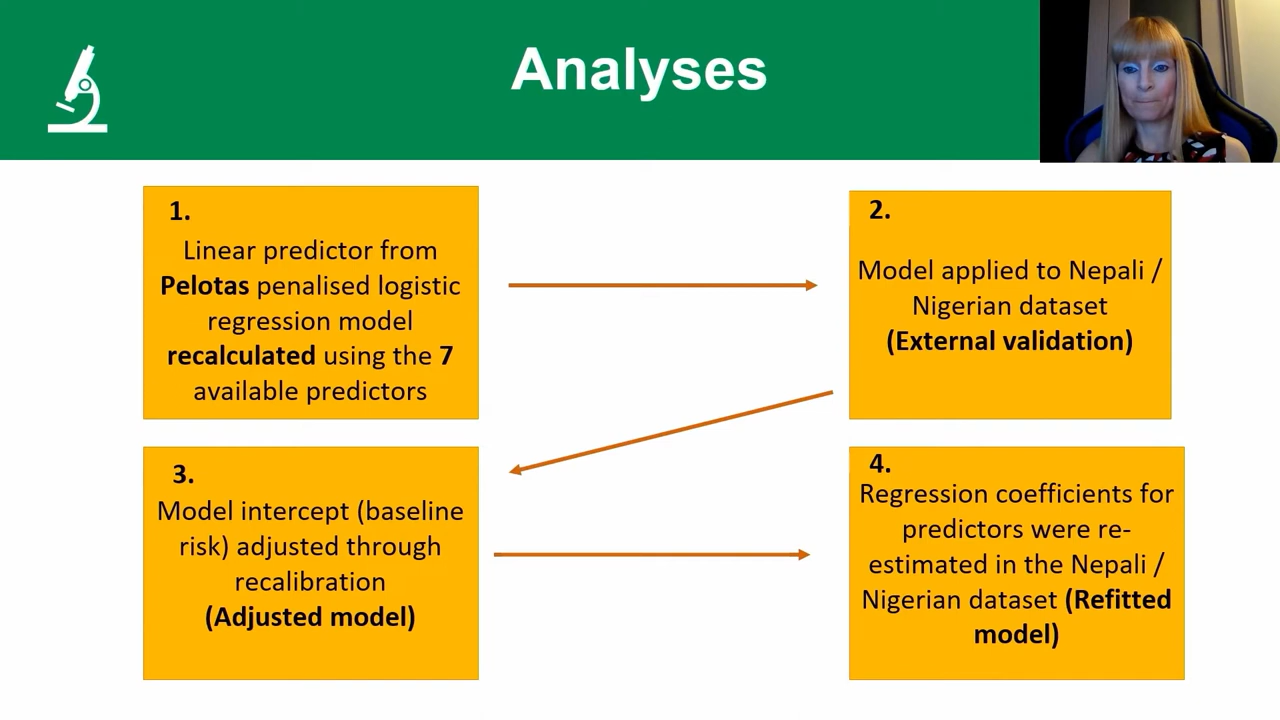 Analyses
1.
Linear predictor from
Pelotas penalised logistic
regression model
recalculated using the 7
available predictors
2.
Model applied to Nepali /
Nigerian dataset
(External validation)
3.
Model intercept (baseline
risk) adjusted through
recalibration
(Adjusted model)
4.
Regression coefficients for
predictors were re-
estimated in the Nepali /
Nigerian dataset (Refitted
model)